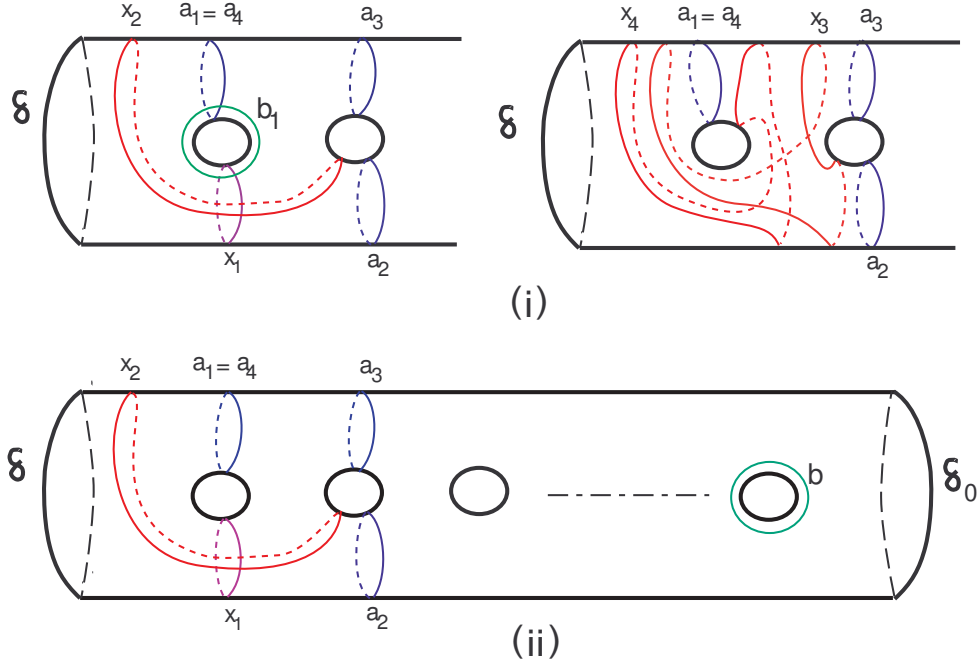 x₂ a₁ = a₄ a₃
δ b₁
x₁ a₂
x₄ a₁ = a₄ x₃ a₃
δ
a₂
(i)
x₂ a₁ = a₄ a₃
δ b δ₀
x₁ a₂
(ii)